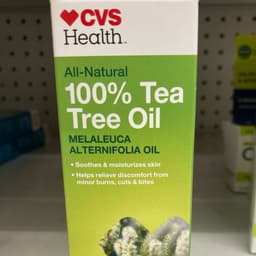 CVS
Health
All-Natural
100% Tea
Tree Oil
MELALEUCA
ALTERNIFOLIA OIL
• Soothes & moisturizes skin
• Helps relieve discomfort from
minor burns, cuts & bites